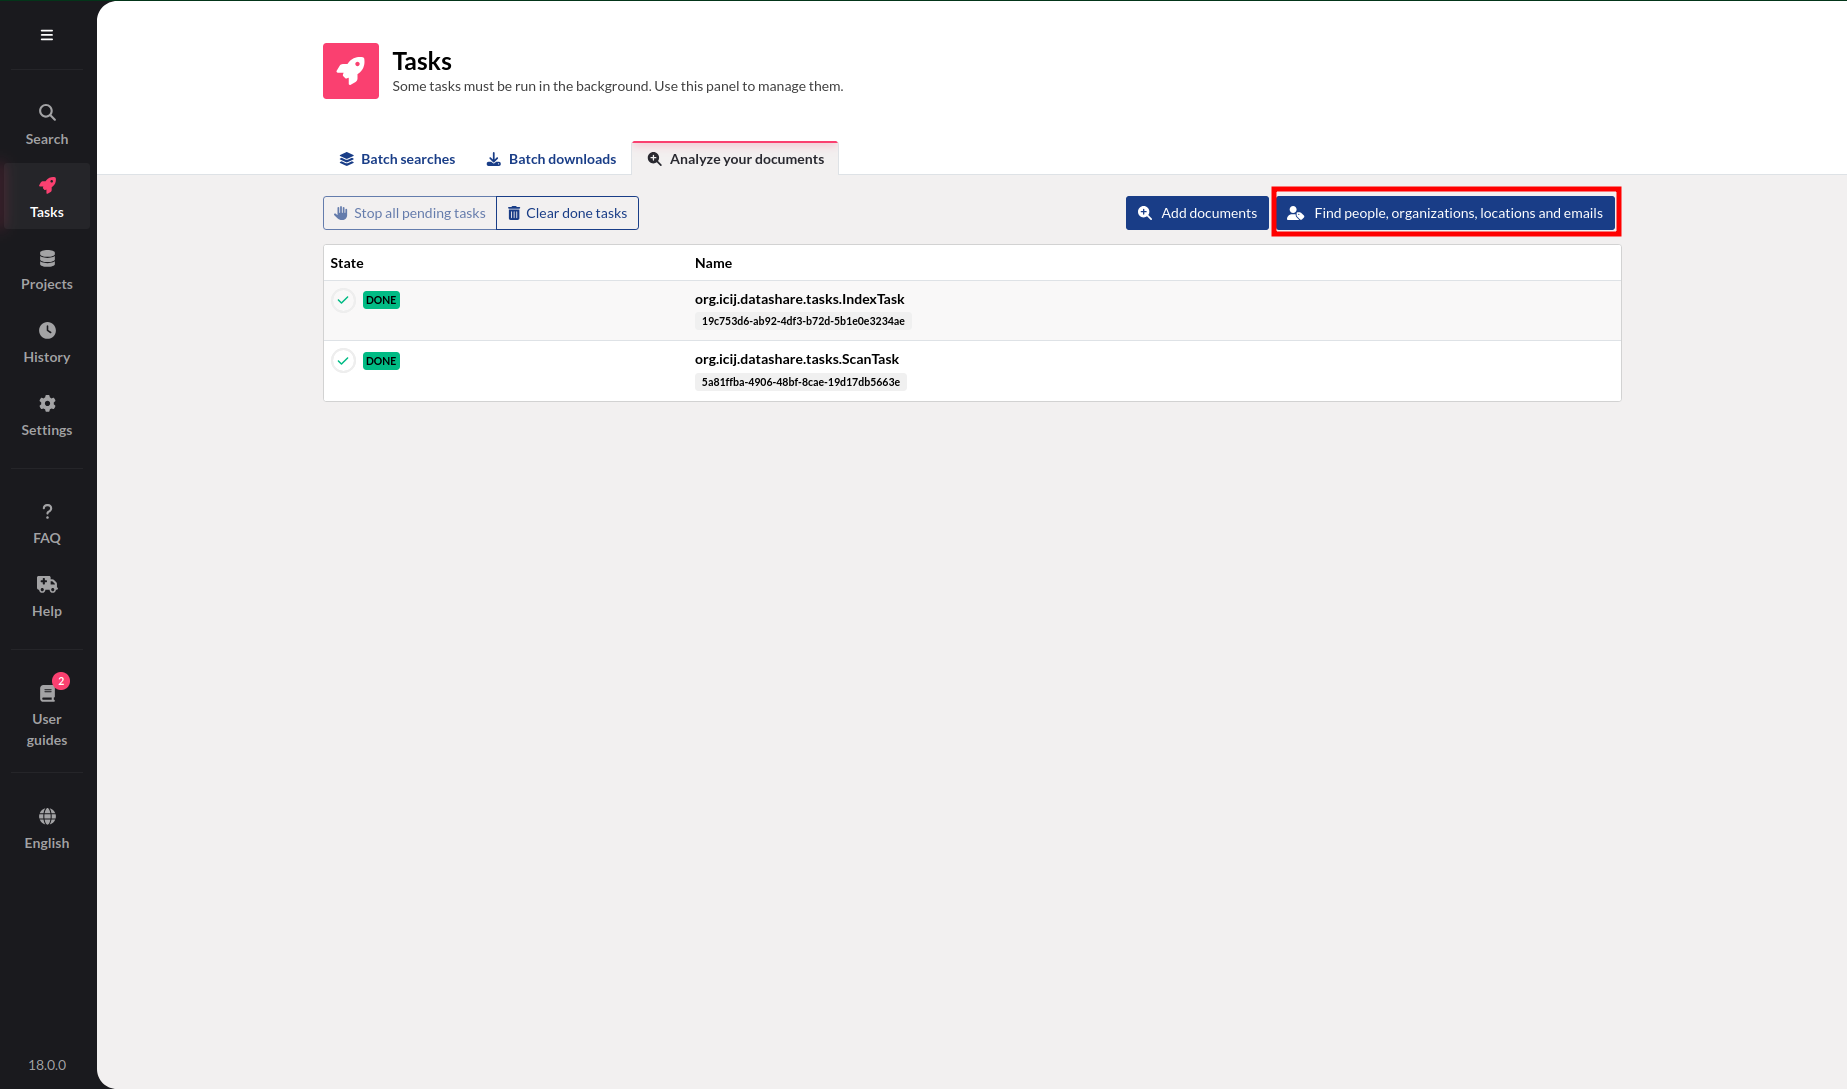 Search
Tasks
Projects
History
Settings
?
FAQ
Help
2
User
guides
English
18.0.0
Tasks
Some tasks must be run in the background. Use this panel to manage them.
Batch searches
Batch downloads
Analyze your documents
Stop all pending tasks
Clear done tasks
Add documents
Find people, organizations, locations and emails
State
Name
DONE
org.icij.datashare.tasks.IndexTask
19c753d6-ab92-4df3-b72d-5b1e0e3234ae
DONE
org.icij.datashare.tasks.ScanTask
5a81ffba-4906-48bf-8cae-19d17db5663e